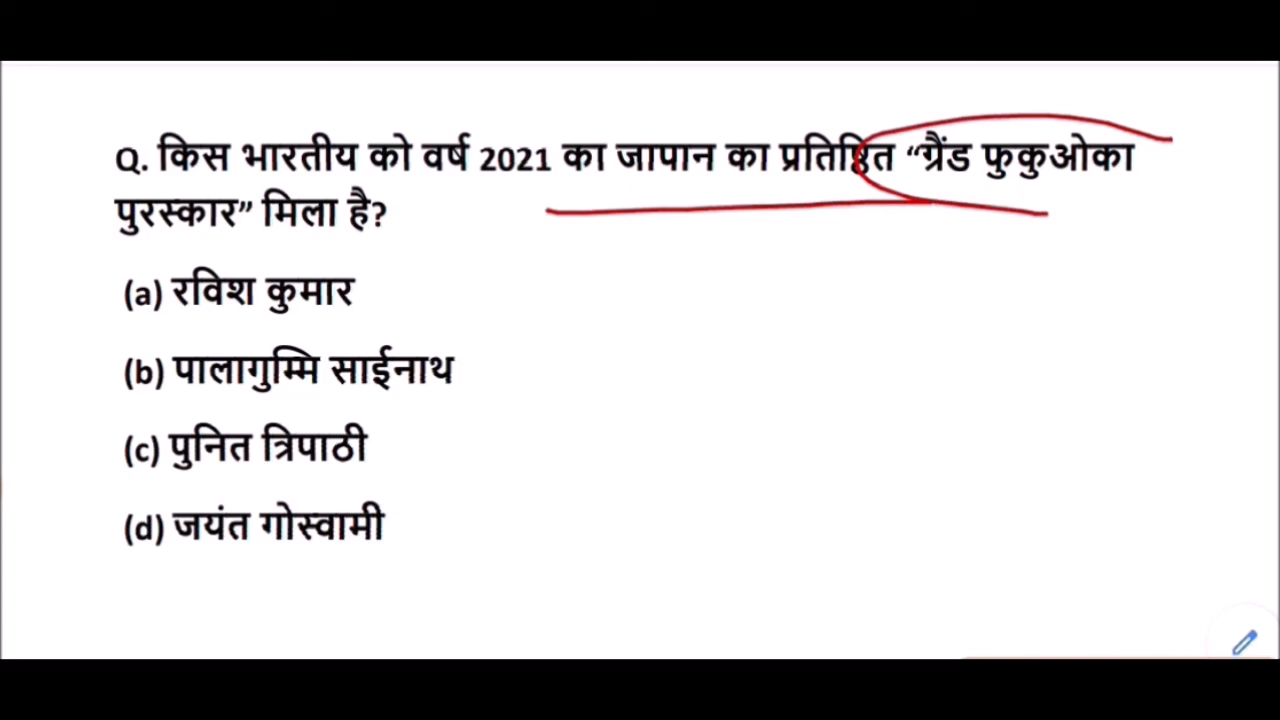 Q. किस भारतीय को वर्ष 2021 का जापान का प्रतिष्ठित “ग्रैंड फुकुओका
पुरस्कार” मिला है?
(a) रविश कुमार
(b) पालागुम्मि साईनाथ
(c) पुनित त्रिपाठी
(d) जयंत गोस्वामी